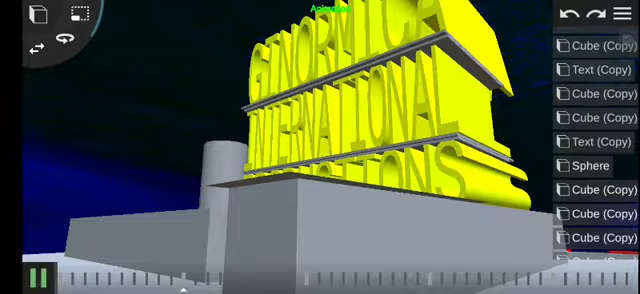 Animation
GENORMICA
INTERNATIONAL
Cube (Copy)
Text (Copy)
Cube (Copy)
Cube (Copy)
Text (Copy)
Sphere
Cube (Copy)
Cube (Copy)
Cube (Copy)